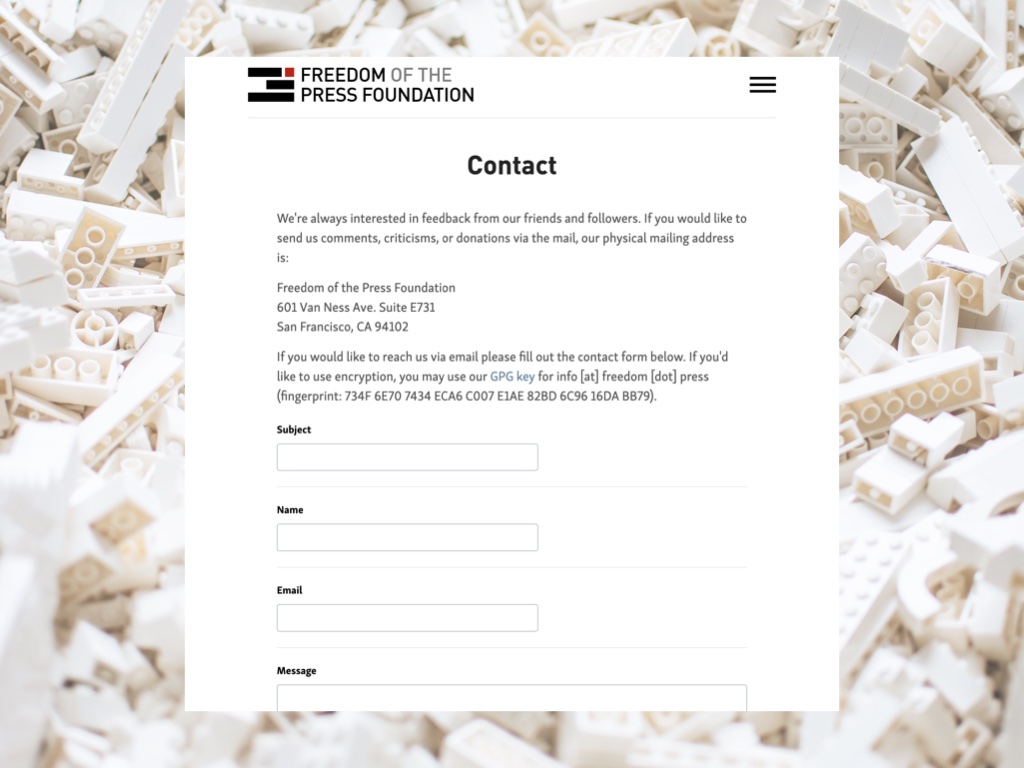 FREEDOM OF THE
PRESS FOUNDATION
Contact
We're always interested in feedback from our friends and followers. If you would like to
send us comments, criticisms, or donations via the mail, our physical mailing address
is:
Freedom of the Press Foundation
601 Van Ness Ave. Suite E731
San Francisco, CA 94102
If you would like to reach us via email please fill out the contact form below. If you'd
like to use encryption, you may use our GPG key for info [at] freedom [dot] press
(fingerprint: 734F 6E70 7434 ECA6 C007 E1AE 82BD 6C96 16DA BB79).
Subject
Name
Email
Message